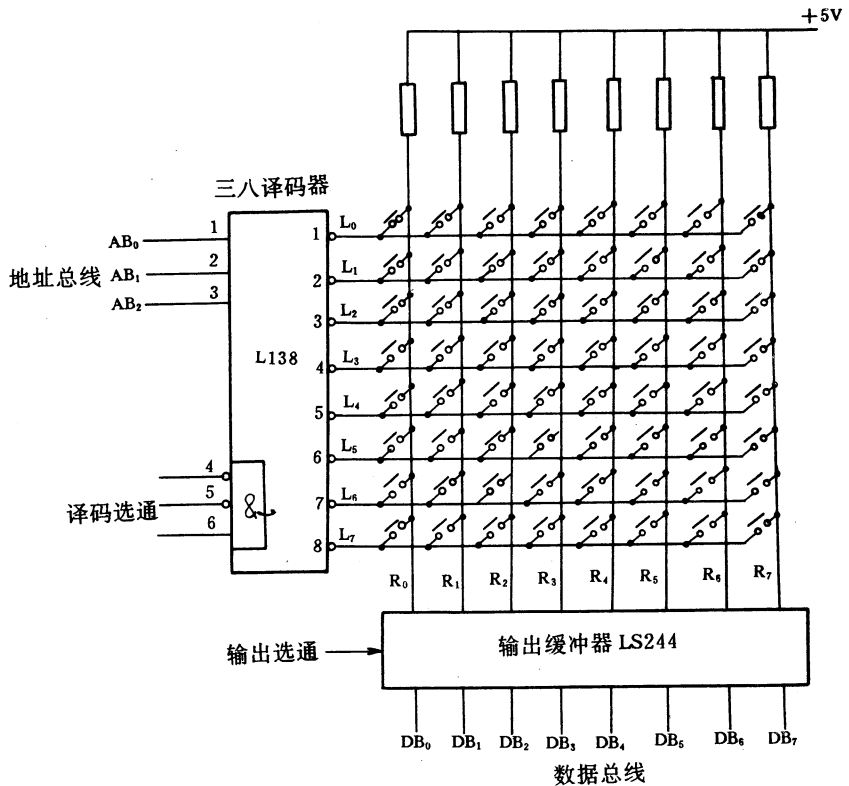 +5V
三八译码器
1
L₀
1
AB₀
2
L₁
地址总线
AB₁
2
3
AB₂
L₂
3
L138
L₃
4
L₄
5
L₅
6
4
L₆
5
&
7
译码选通
6
L₇
8
R₀ R₁ R₂ R₃ R₄ R₅ R₆ R₇
输出选通
输出缓冲器 LS244
DB₀ DB₁ DB₂ DB₃ DB₄ DB₅ DB₆ DB₇
数据总线